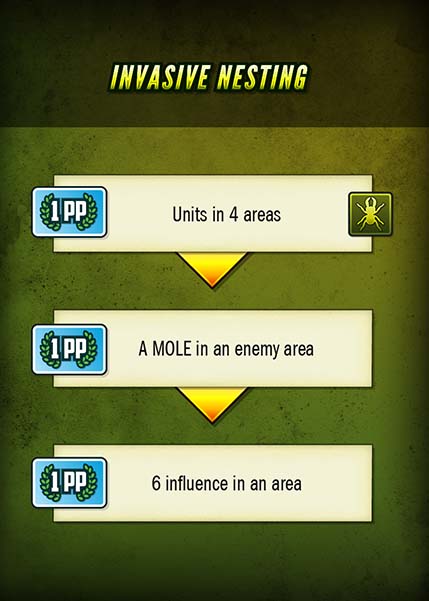 INVASIVE NESTING
1 PP
Units in 4 areas
1 PP
A MOLE in an enemy area
1 PP
6 influence in an area